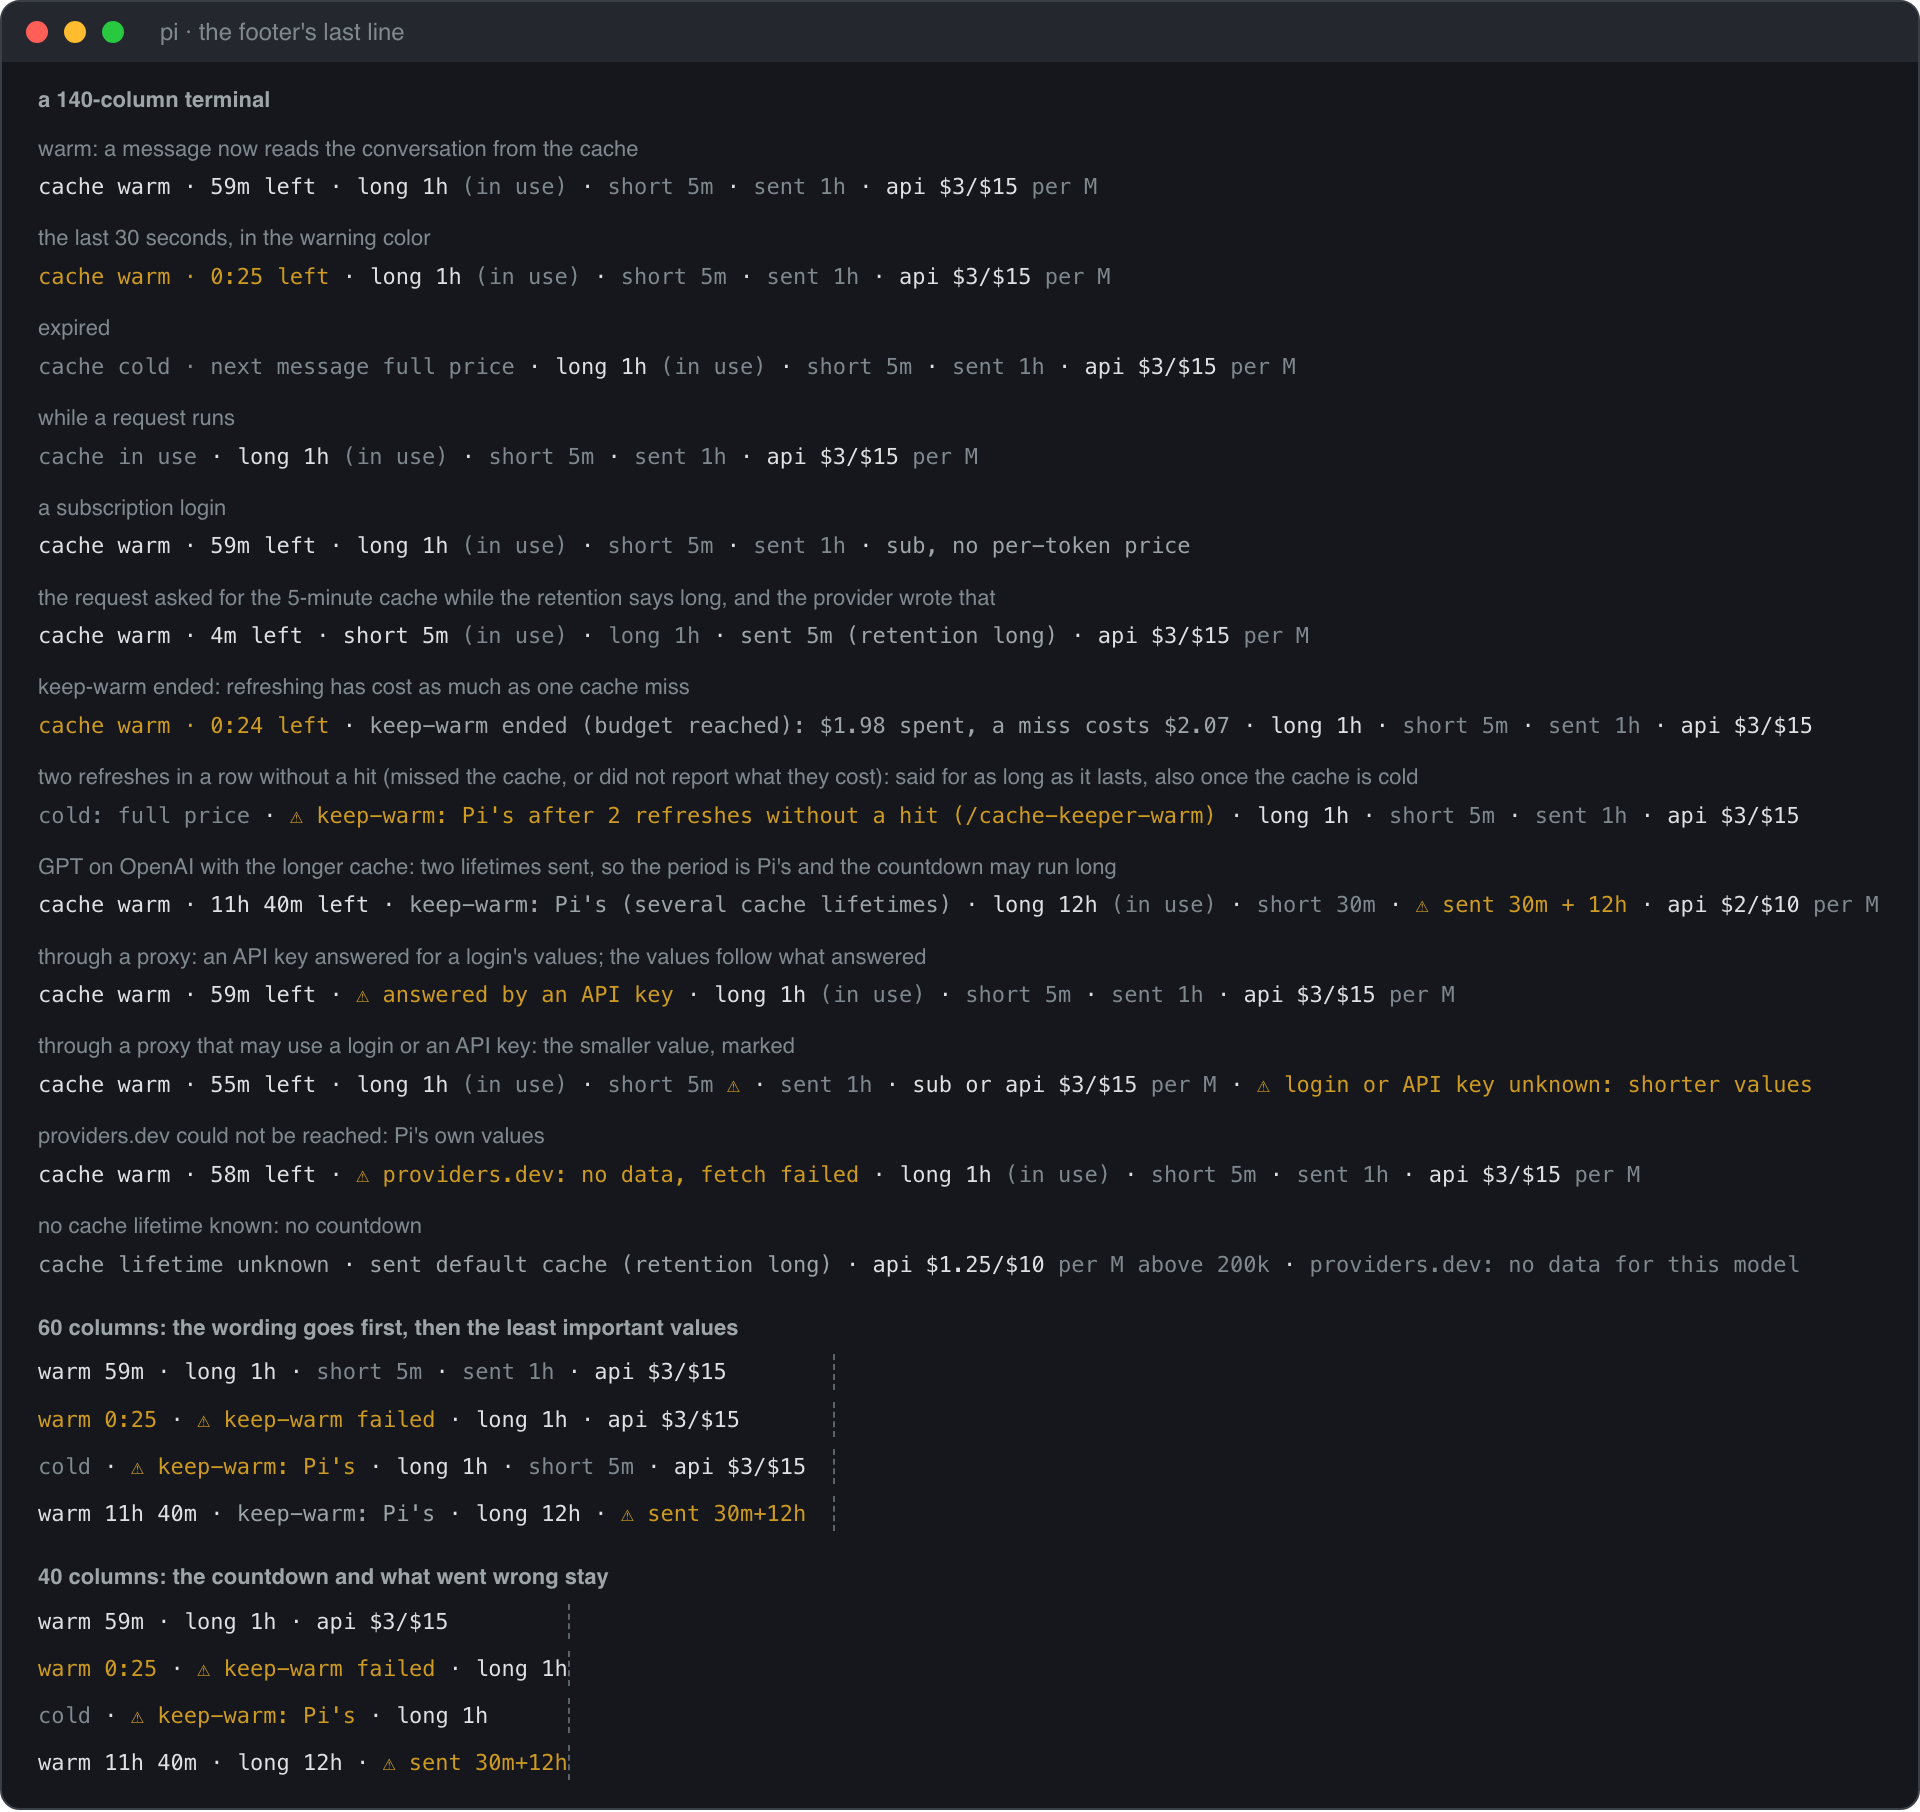 pi · the footer's last line
a 140-column terminal
warm: a message now reads the conversation from the cache
cache warm · 59m left · long 1h (in use) · short 5m · sent 1h · api $3/$15 per M
the last 30 seconds, in the warning color
cache warm · 0:25 left · long 1h (in use) · short 5m · sent 1h · api $3/$15 per M
expired
cache cold · next message full price · long 1h (in use) · short 5m · sent 1h · api $3/$15 per M
while a request runs
cache in use · long 1h (in use) · short 5m · sent 1h · api $3/$15 per M
a subscription login
cache warm · 59m left · long 1h (in use) · short 5m · sent 1h · sub, no per-token price
the request asked for the 5-minute cache while the retention says long, and the provider wrote that
cache warm · 4m left · short 5m (in use) · long 1h · sent 5m (retention long) · api $3/$15 per M
keep-warm ended: refreshing has cost as much as one cache miss
cache warm · 0:24 left · keep-warm ended (budget reached): $1.98 spent, a miss costs $2.07 · long 1h · short 5m · sent 1h · api $3/$15
two refreshes in a row without a hit (missed the cache, or did not report what they cost): said for as long as it lasts, also once the cache is cold
cold: full price · ⚠ keep-warm: Pi's after 2 refreshes without a hit (/cache-keeper-warm) · long 1h · short 5m · sent 1h · api $3/$15
GPT on OpenAI with the longer cache: two lifetimes sent, so the period is Pi's and the countdown may run long
cache warm · 11h 40m left · keep-warm: Pi's (several cache lifetimes) · long 12h (in use) · short 30m · ⚠ sent 30m + 12h · api $2/$10 per M
through a proxy: an API key answered for a login's values; the values follow what answered
cache warm · 59m left · ⚠ answered by an API key · long 1h (in use) · short 5m · sent 1h · api $3/$15 per M
through a proxy that may use a login or an API key: the smaller value, marked
cache warm · 55m left · long 1h (in use) · short 5m ⚠ · sent 1h · sub or api $3/$15 per M · ⚠ login or API key unknown: shorter values
providers.dev could not be reached: Pi's own values
cache warm · 58m left · ⚠ providers.dev: no data, fetch failed · long 1h (in use) · short 5m · sent 1h · api $3/$15 per M
no cache lifetime known: no countdown
cache lifetime unknown · sent default cache (retention long) · api $1.25/$10 per M above 200k · providers.dev: no data for this model
60 columns: the wording goes first, then the least important values
warm 59m · long 1h · short 5m · sent 1h · api $3/$15
warm 0:25 · ⚠ keep-warm failed · long 1h · api $3/$15
cold · ⚠ keep-warm: Pi's · long 1h · short 5m · api $3/$15
warm 11h 40m · keep-warm: Pi's · long 12h · ⚠ sent 30m+12h
40 columns: the countdown and what went wrong stay
warm 59m · long 1h · api $3/$15
warm 0:25 · ⚠ keep-warm failed · long 1h
cold · ⚠ keep-warm: Pi's · long 1h
warm 11h 40m · long 12h · ⚠ sent 30m+12h